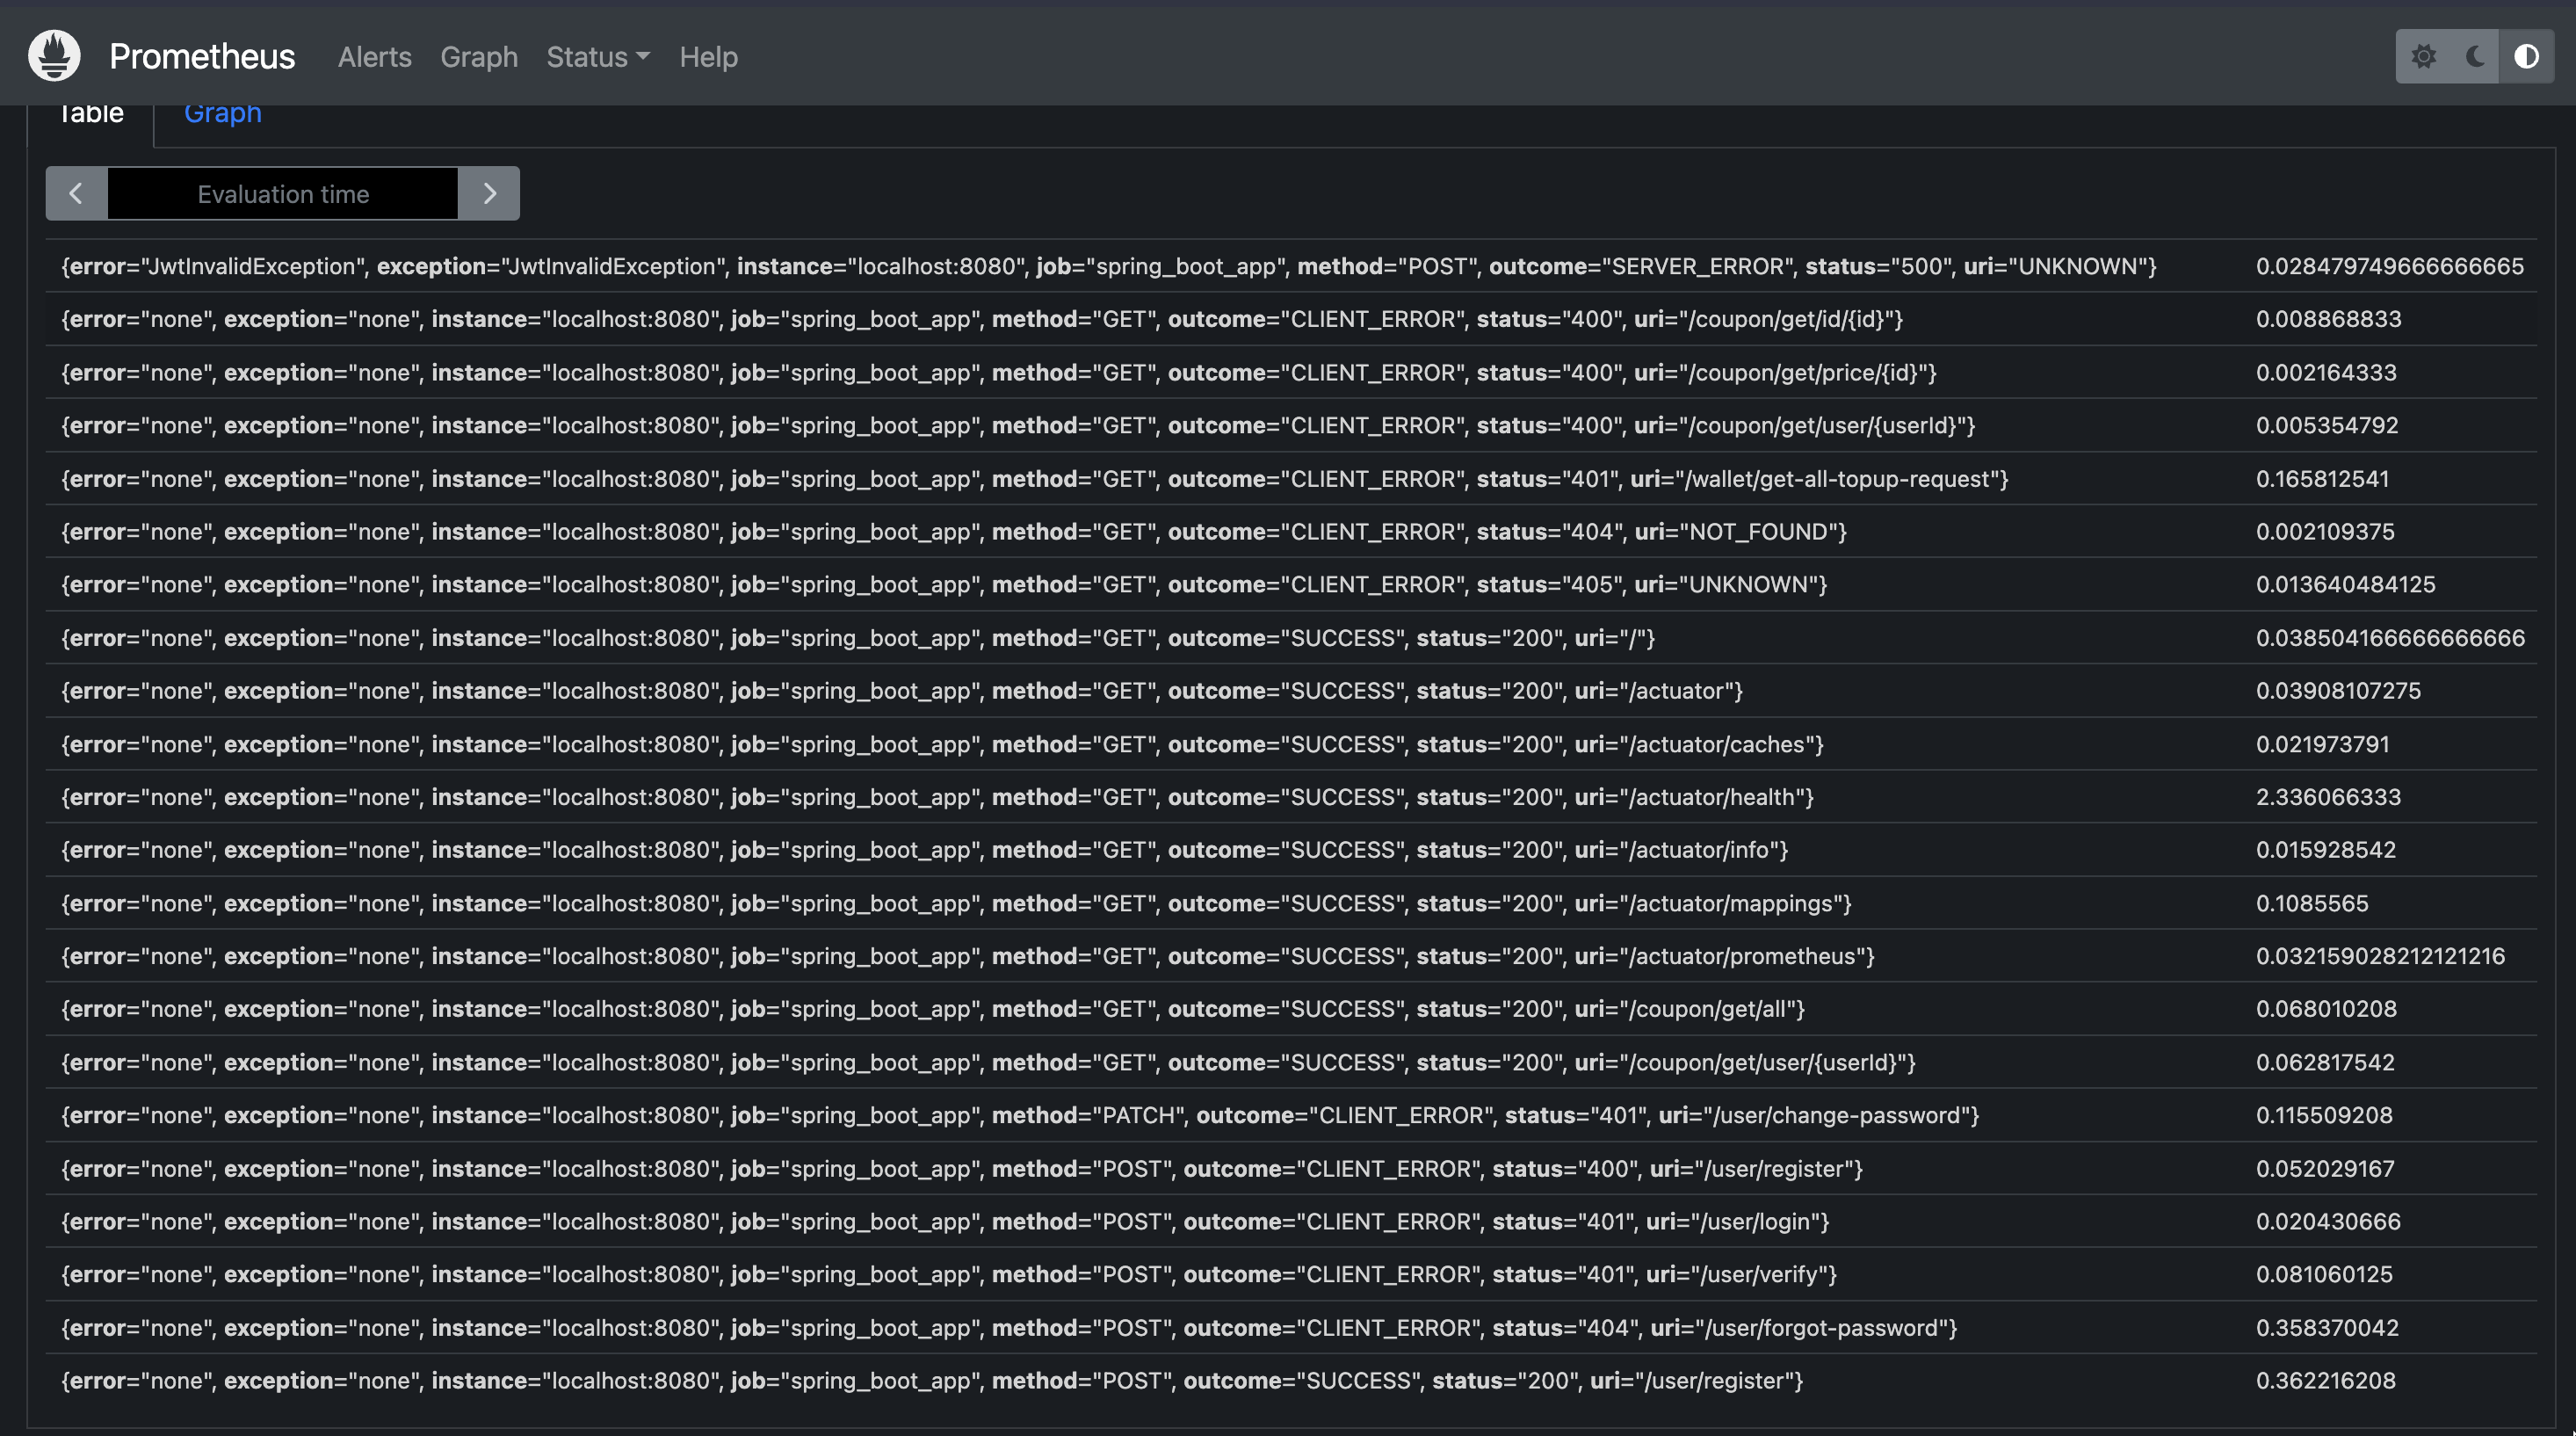 Prometheus Alerts Graph Status Help
Table Graph
Evaluation time
{error="JwtInvalidException", exception="JwtInvalidException", instance="localhost:8080", job="spring_boot_app", method="POST", outcome="SERVER_ERROR", status="500", uri="UNKNOWN"} 0.028479749666666665
{error="none", exception="none", instance="localhost:8080", job="spring_boot_app", method="GET", outcome="CLIENT_ERROR", status="400", uri="/coupon/get/id/{id}"} 0.008868833
{error="none", exception="none", instance="localhost:8080", job="spring_boot_app", method="GET", outcome="CLIENT_ERROR", status="400", uri="/coupon/get/price/{id}"} 0.002164333
{error="none", exception="none", instance="localhost:8080", job="spring_boot_app", method="GET", outcome="CLIENT_ERROR", status="400", uri="/coupon/get/user/{userId}"} 0.005354792
{error="none", exception="none", instance="localhost:8080", job="spring_boot_app", method="GET", outcome="CLIENT_ERROR", status="401", uri="/wallet/get-all-topup-request"} 0.165812541
{error="none", exception="none", instance="localhost:8080", job="spring_boot_app", method="GET", outcome="CLIENT_ERROR", status="404", uri="NOT_FOUND"} 0.002109375
{error="none", exception="none", instance="localhost:8080", job="spring_boot_app", method="GET", outcome="CLIENT_ERROR", status="405", uri="UNKNOWN"} 0.013640484125
{error="none", exception="none", instance="localhost:8080", job="spring_boot_app", method="GET", outcome="SUCCESS", status="200", uri="/"} 0.038504166666666666
{error="none", exception="none", instance="localhost:8080", job="spring_boot_app", method="GET", outcome="SUCCESS", status="200", uri="/actuator"} 0.03908107275
{error="none", exception="none", instance="localhost:8080", job="spring_boot_app", method="GET", outcome="SUCCESS", status="200", uri="/actuator/caches"} 0.021973791
{error="none", exception="none", instance="localhost:8080", job="spring_boot_app", method="GET", outcome="SUCCESS", status="200", uri="/actuator/health"} 2.336066333
{error="none", exception="none", instance="localhost:8080", job="spring_boot_app", method="GET", outcome="SUCCESS", status="200", uri="/actuator/info"} 0.015928542
{error="none", exception="none", instance="localhost:8080", job="spring_boot_app", method="GET", outcome="SUCCESS", status="200", uri="/actuator/mappings"} 0.1085565
{error="none", exception="none", instance="localhost:8080", job="spring_boot_app", method="GET", outcome="SUCCESS", status="200", uri="/actuator/prometheus"} 0.032159028212121216
{error="none", exception="none", instance="localhost:8080", job="spring_boot_app", method="GET", outcome="SUCCESS", status="200", uri="/coupon/get/all"} 0.068010208
{error="none", exception="none", instance="localhost:8080", job="spring_boot_app", method="GET", outcome="SUCCESS", status="200", uri="/coupon/get/user/{userId}"} 0.062817542
{error="none", exception="none", instance="localhost:8080", job="spring_boot_app", method="PATCH", outcome="CLIENT_ERROR", status="401", uri="/user/change-password"} 0.115509208
{error="none", exception="none", instance="localhost:8080", job="spring_boot_app", method="POST", outcome="CLIENT_ERROR", status="400", uri="/user/register"} 0.052029167
{error="none", exception="none", instance="localhost:8080", job="spring_boot_app", method="POST", outcome="CLIENT_ERROR", status="401", uri="/user/login"} 0.020430666
{error="none", exception="none", instance="localhost:8080", job="spring_boot_app", method="POST", outcome="CLIENT_ERROR", status="401", uri="/user/verify"} 0.081060125
{error="none", exception="none", instance="localhost:8080", job="spring_boot_app", method="POST", outcome="CLIENT_ERROR", status="404", uri="/user/forgot-password"} 0.358370042
{error="none", exception="none", instance="localhost:8080", job="spring_boot_app", method="POST", outcome="SUCCESS", status="200", uri="/user/register"} 0.362216208